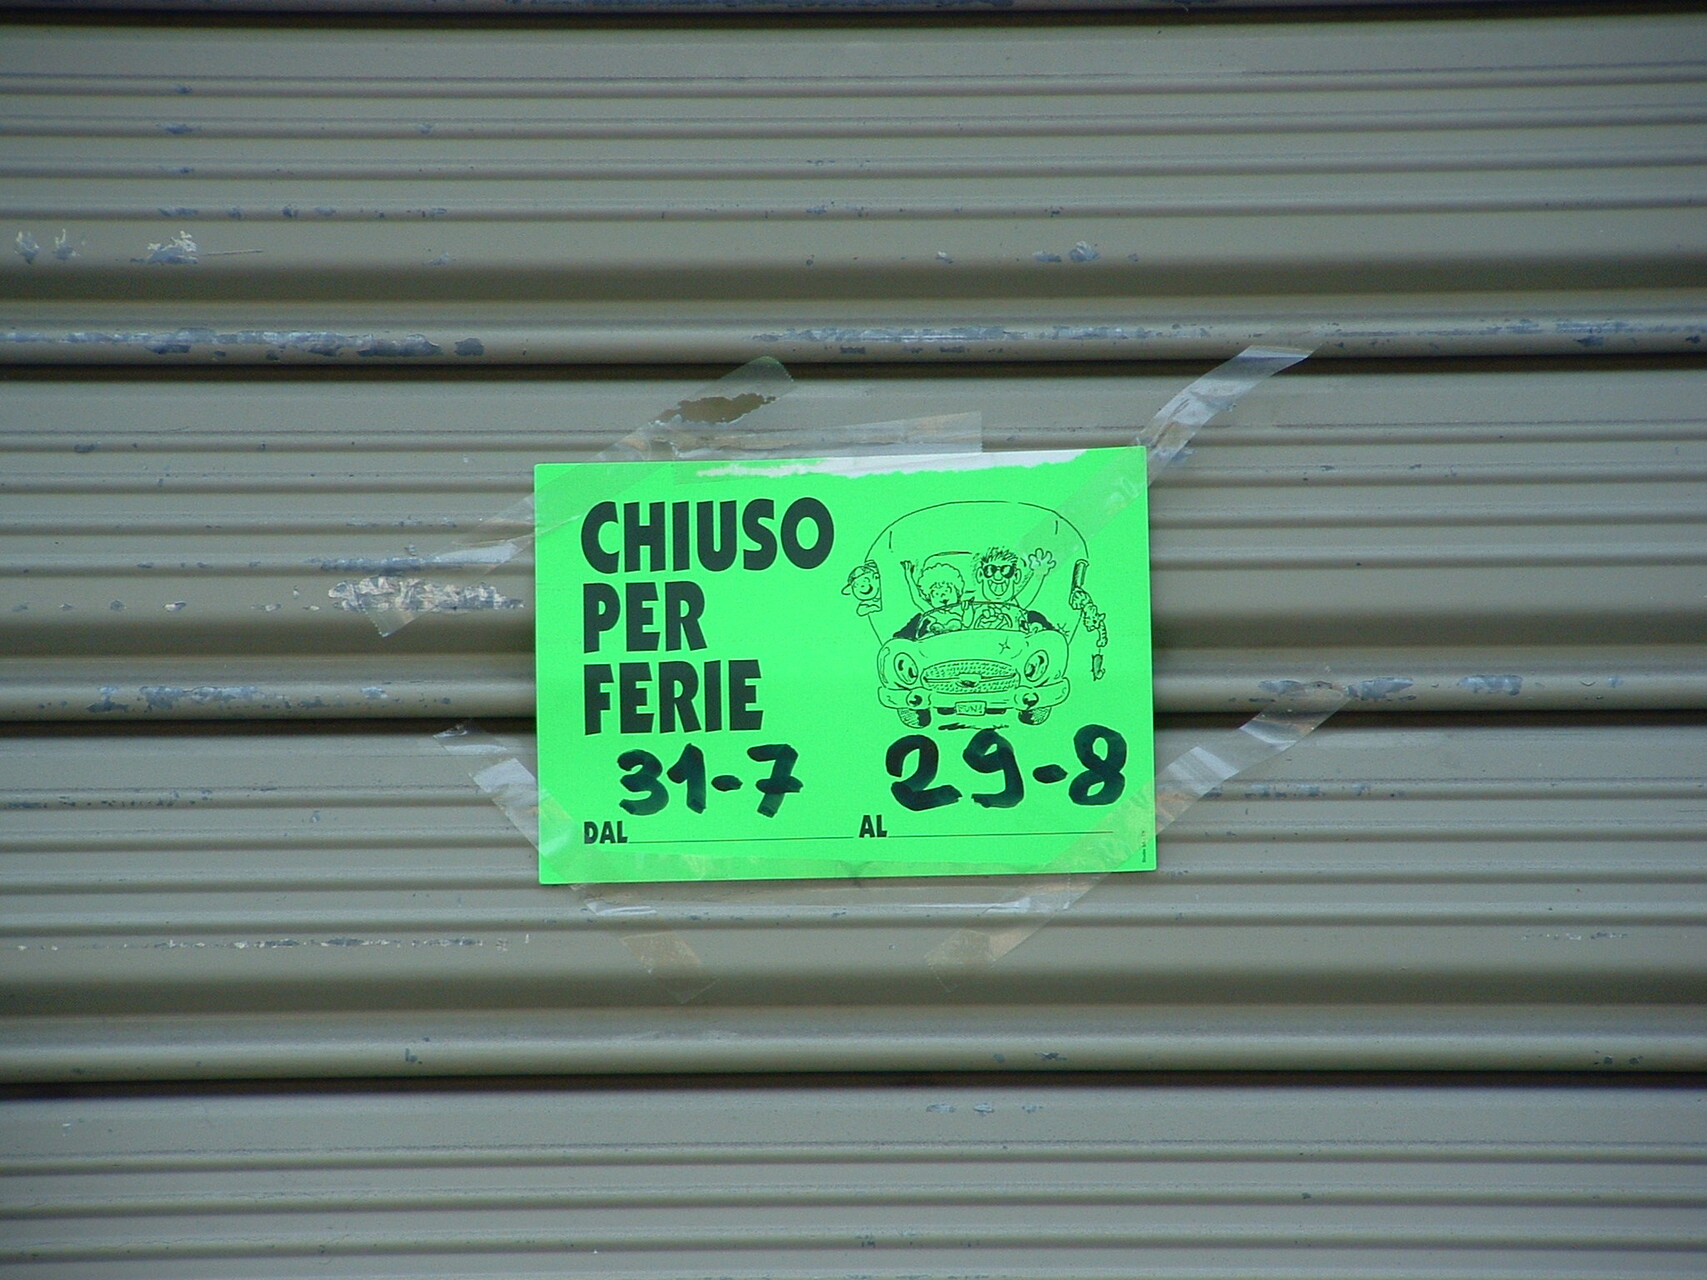 CHIUSO
PER
FERIE
31-7 29-8
DAL AL